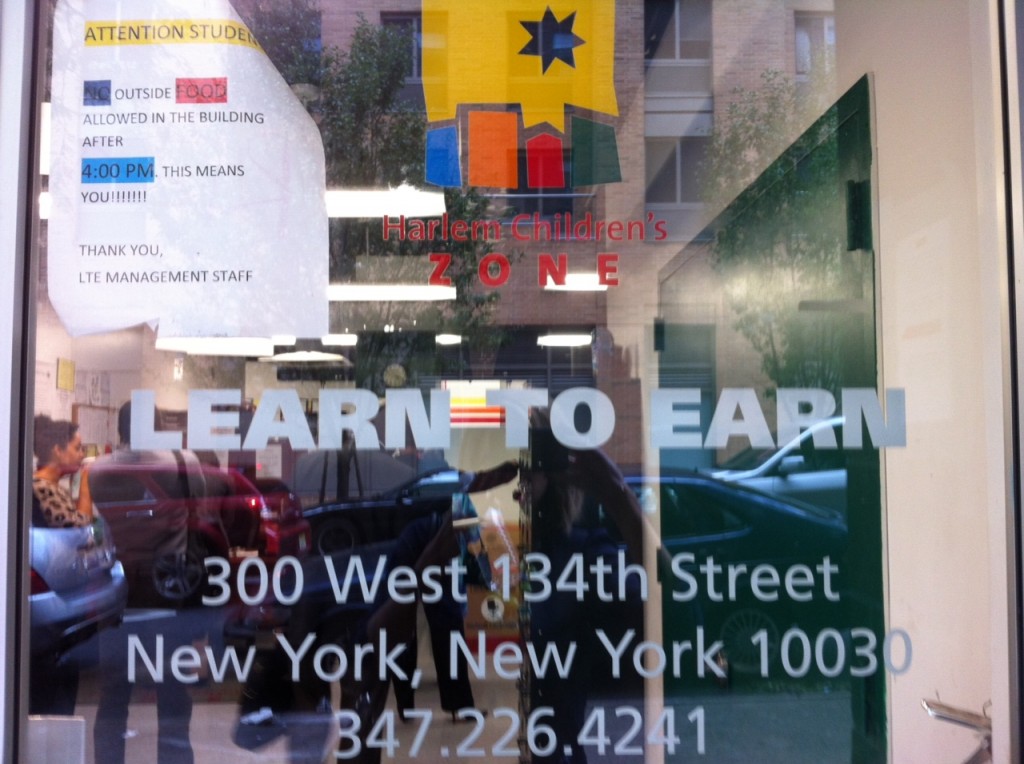 ATTENTION STUDEN
NO OUTSIDE FOOD
ALLOWED IN THE BUILDING
AFTER
4:00 PM. THIS MEANS
YOU!!!!!!!
THANK YOU,
LTE MANAGEMENT STAFF
Harlem Children's
ZONE
LEARN TO EARN
300 West 134th Street
New York, New York 10030
347.226.4241